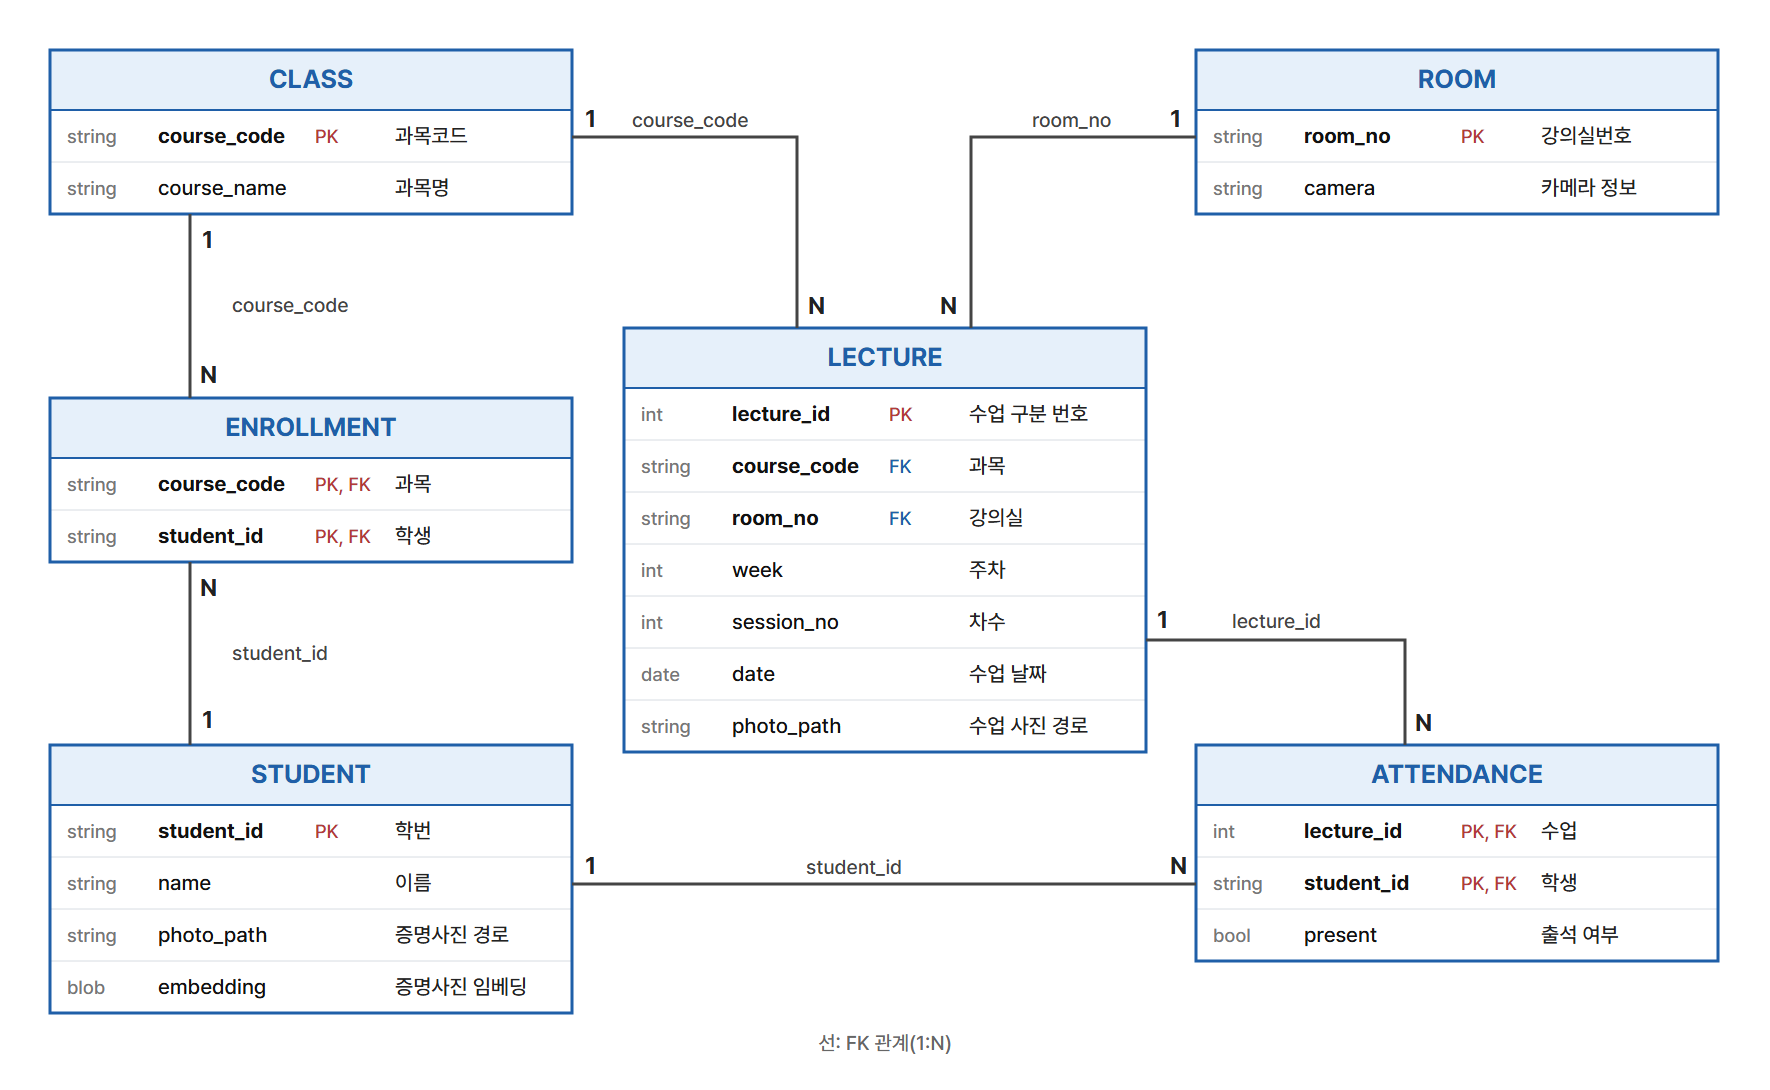 CLASS
string course_code PK 과목코드
string course_name 과목명
1 course_code
room_no 1
ROOM
string room_no PK 강의실번호
string camera 카메라 정보
1
course_code
N
N
N
ENROLLMENT
string course_code PK, FK 과목
string student_id PK, FK 학생
LECTURE
int lecture_id PK 수업 구분 번호
string course_code FK 과목
string room_no FK 강의실
int week 주차
int session_no 차수
date date 수업 날짜
string photo_path 수업 사진 경로
N
student_id
1
1 lecture_id
N
STUDENT
string student_id PK 학번
string name 이름
string photo_path 증명사진 경로
blob embedding 증명사진 임베딩
1 student_id N
ATTENDANCE
int lecture_id PK, FK 수업
string student_id PK, FK 학생
bool present 출석 여부
선: FK 관계(1:N)